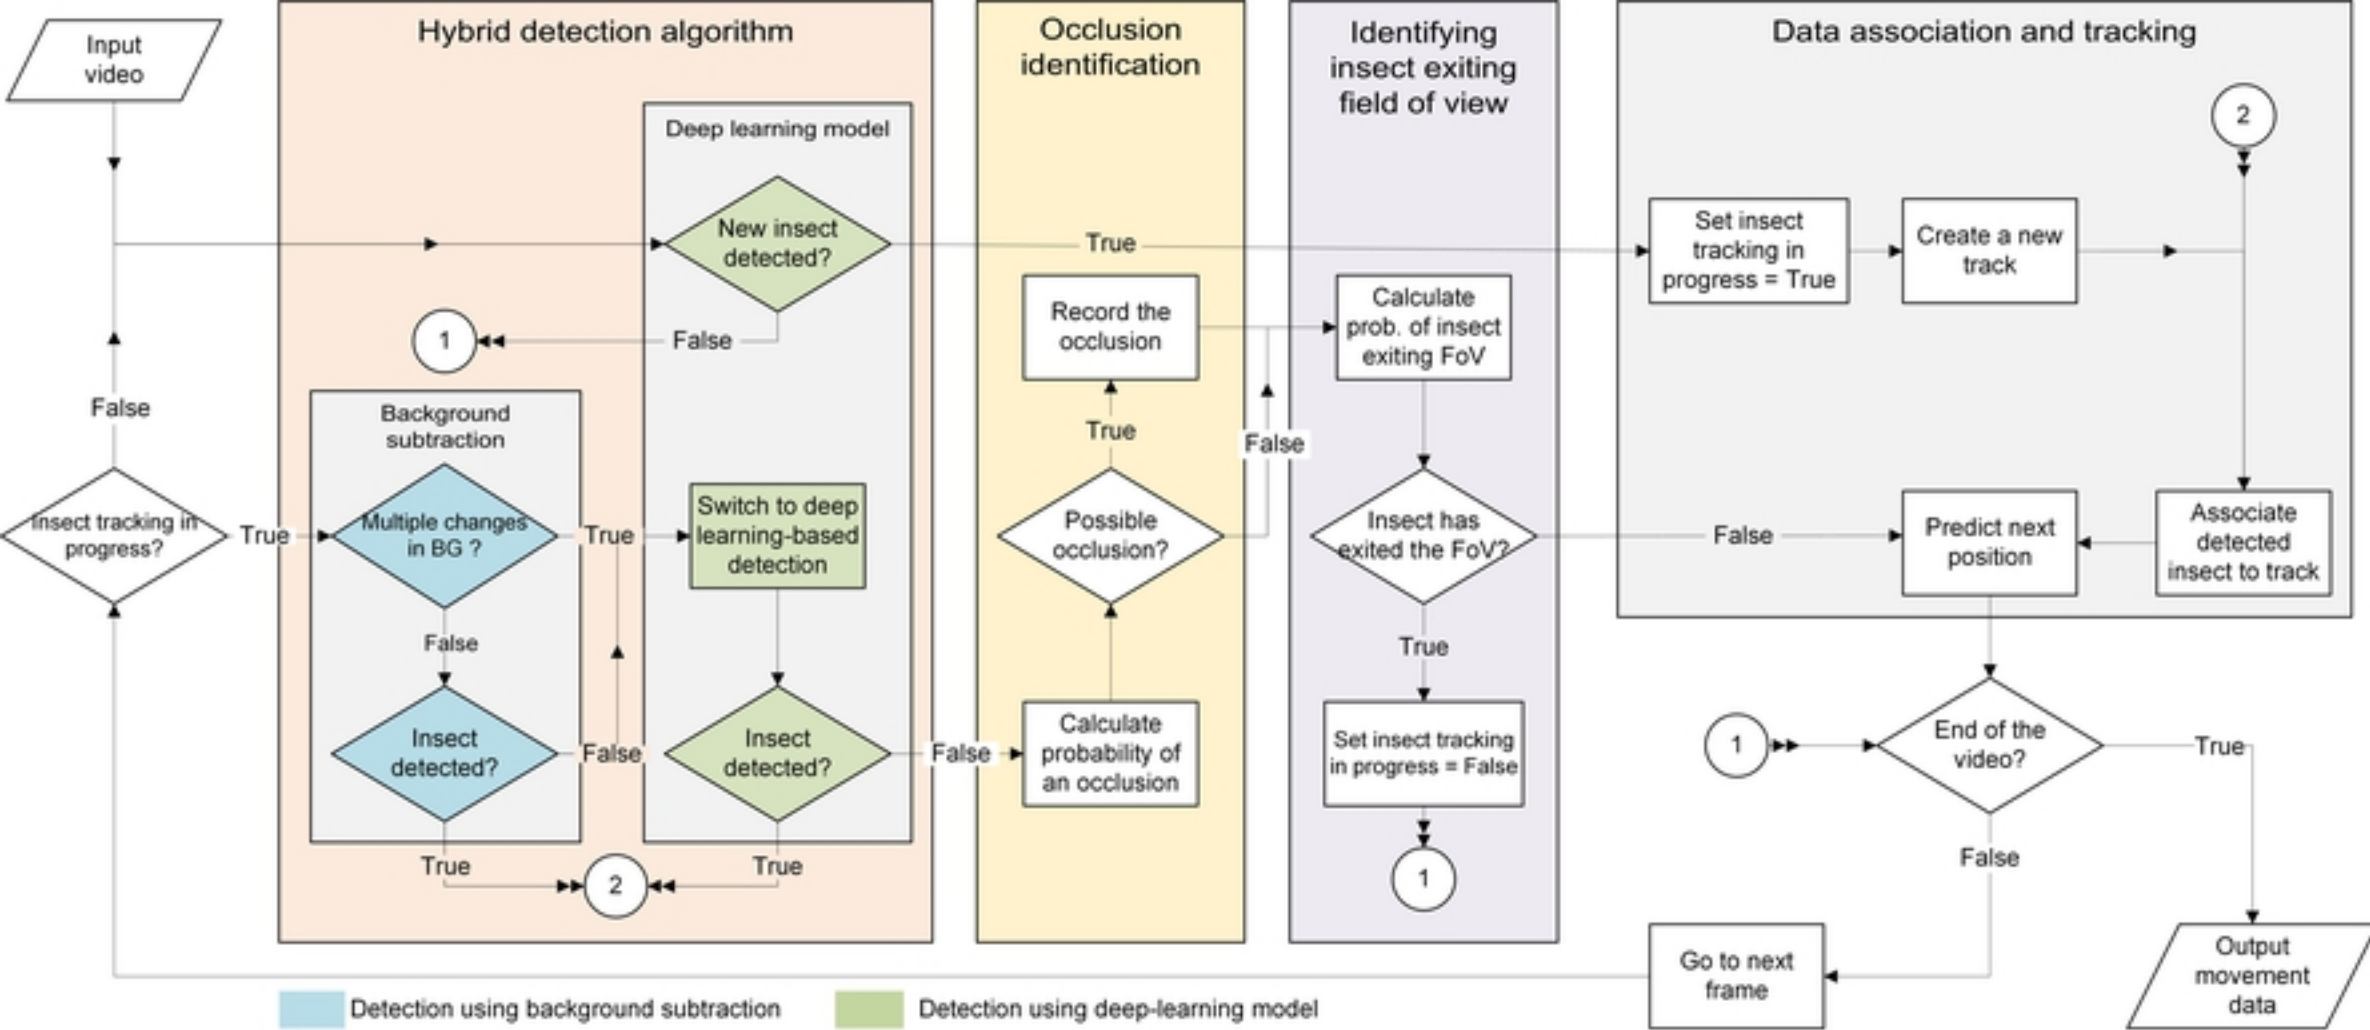 Input
video
False
Insect tracking in
progress?
True
Hybrid detection algorithm
Deep learning model
New insect
detected?
False
1
Background
subtraction
Multiple changes
in BG ?
True
False
Insect
detected?
False
True
Switch to deep
learning-based
detection
Insect
detected?
False
True
2
Occlusion
identification
True
Record the
occlusion
True
False
Possible
occlusion?
Calculate
probability of
an occlusion
Identifying
insect exiting
field of view
Calculate
prob. of insect
exiting FoV
Insect has
exited the FoV?
False
True
Set insect tracking
in progress = False
1
Data association and tracking
2
Set insect
tracking in
progress = True
Create a new
track
Predict next
position
Associate
detected
insect to track
1
End of the
video?
True
False
Go to next
frame
Output
movement
data
Detection using background subtraction
Detection using deep-learning model